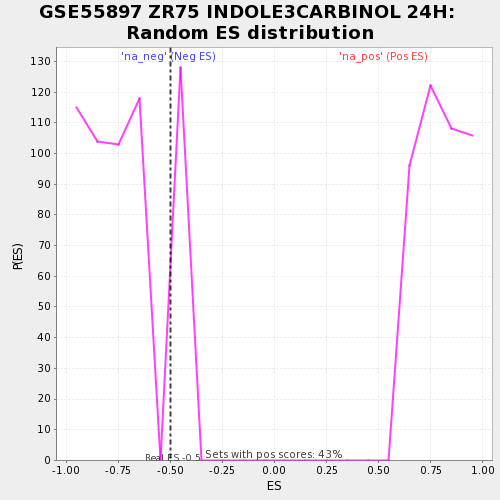 GSE55897 ZR75 INDOLE3CARBINOL 24H:
Random ES distribution
'na_neg' (Neg ES)
'na_pos' (Pos ES)
P(ES)
130
120
110
100
90
80
70
60
50
40
30
20
10
0
Real ES -0.5
Sets with pos scores: 43%
-1.00 -0.75 -0.50 -0.25 0.00 0.25 0.50 0.75 1.00
ES